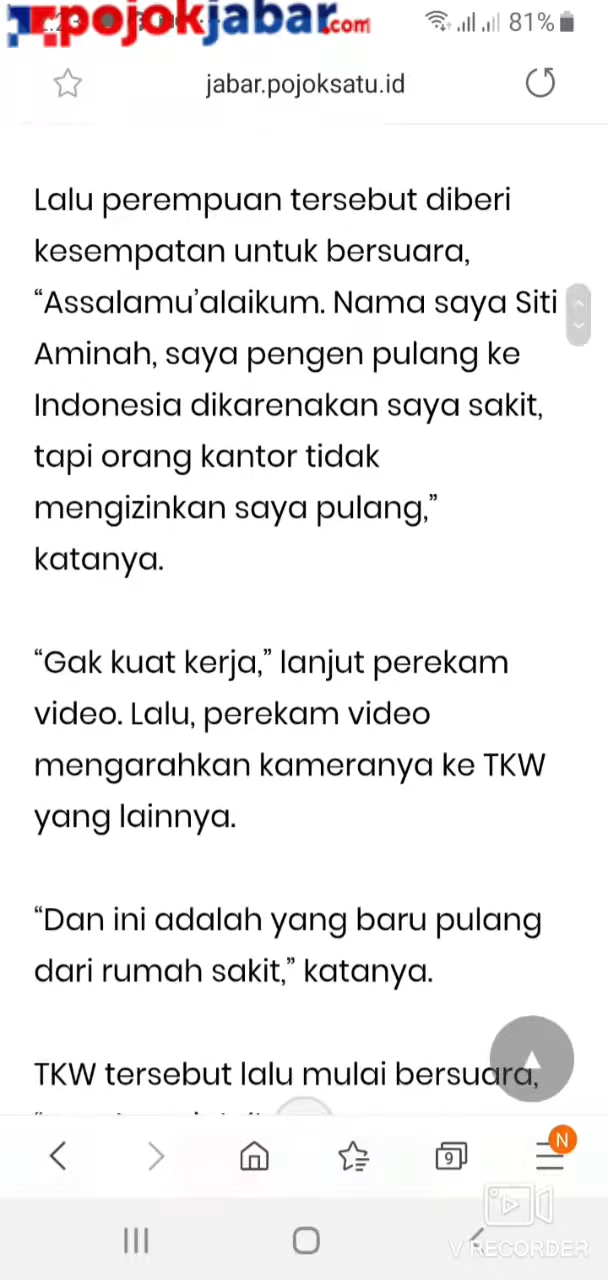 pojokjabar.com
81%
jabar.pojoksatu.id
Lalu perempuan tersebut diberi
kesempatan untuk bersuara,
“Assalamu’alaikum. Nama saya Siti
Aminah, saya pengen pulang ke
Indonesia dikarenakan saya sakit,
tapi orang kantor tidak
mengizinkan saya pulang,”
katanya.
“Gak kuat kerja,” lanjut perekam
video. Lalu, perekam video
mengarahkan kameranya ke TKW
yang lainnya.
“Dan ini adalah yang baru pulang
dari rumah sakit,” katanya.
TKW tersebut lalu mulai bersuara,
9
N
V RECORDER